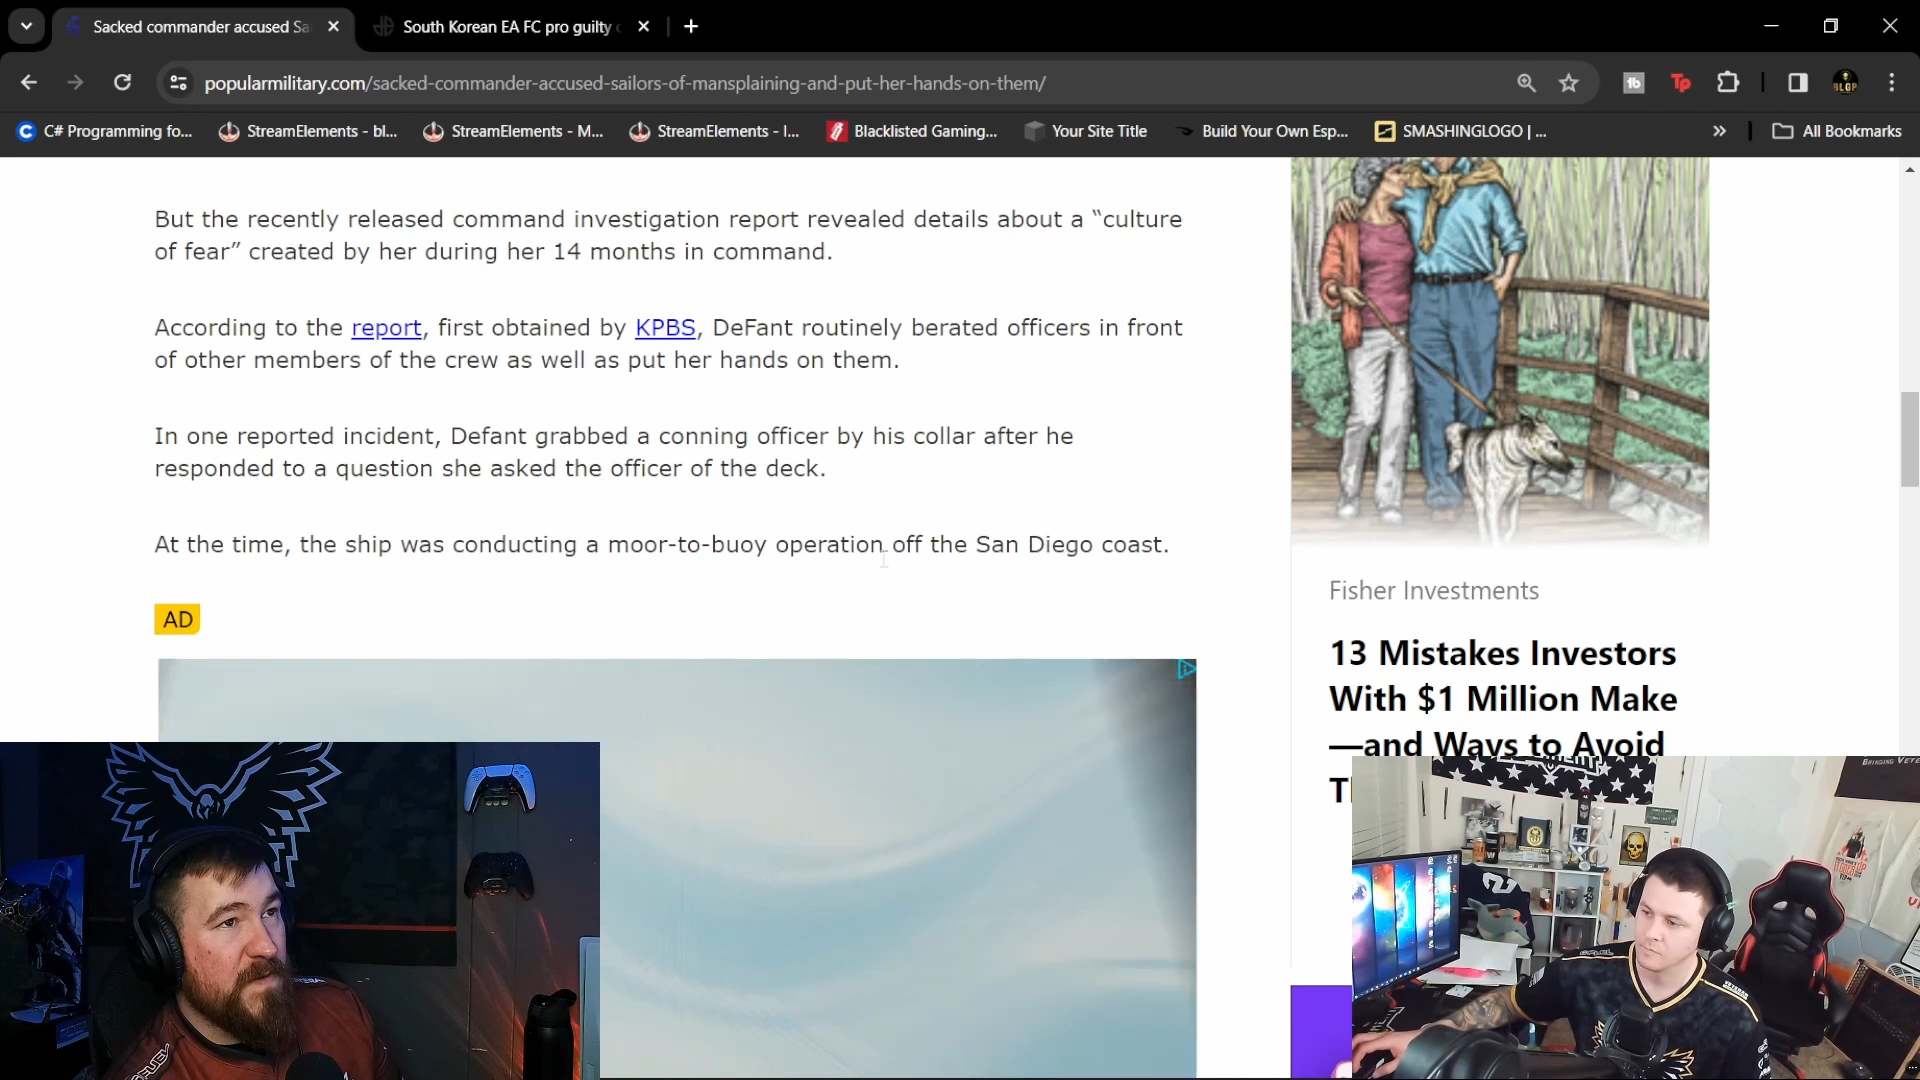 Sacked commander accused Sa
South Korean EA FC pro guilty
popularmilitary.com/sacked-commander-accused-sailors-of-mansplaining-and-put-her-hands-on-them/
tb
Tp
BLGP
C# Programming fo...
StreamElements - bl...
StreamElements - M...
StreamElements - I...
Blacklisted Gaming...
Your Site Title
Build Your Own Esp...
SMASHINGLOGO | ...
All Bookmarks
But the recently released command investigation report revealed details about a “culture
of fear” created by her during her 14 months in command.
According to the report, first obtained by KPBS, DeFant routinely berated officers in front
of other members of the crew as well as put her hands on them.
In one reported incident, Defant grabbed a conning officer by his collar after he
responded to a question she asked the officer of the deck.
At the time, the ship was conducting a moor-to-buoy operation off the San Diego coast.
AD
Fisher Investments
13 Mistakes Investors
With $1 Million Make
—and Ways to Avoid